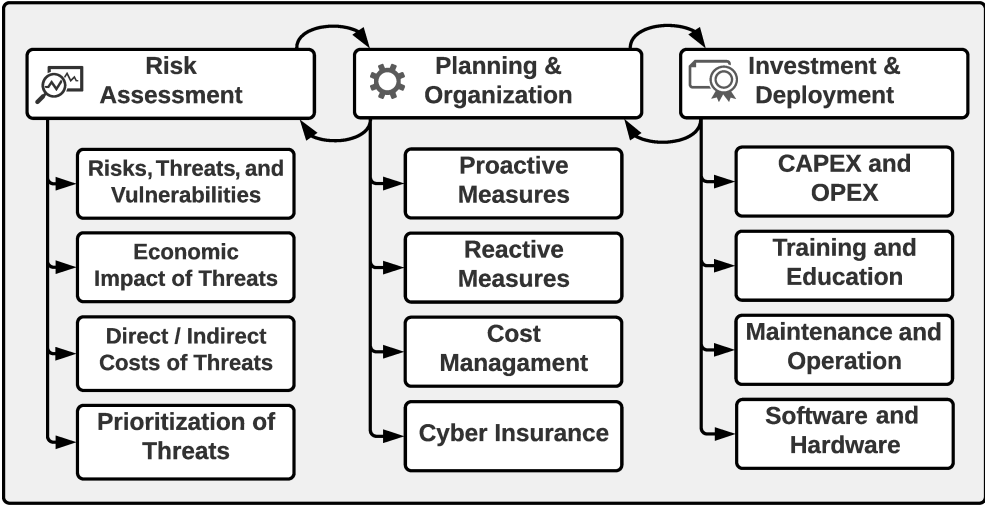 Risk
Assessment
Risks, Threats, and
Vulnerabilities
Economic
Impact of Threats
Direct / Indirect
Costs of Threats
Prioritization of
Threats
Planning &
Organization
Proactive
Measures
Reactive
Measures
Cost
Managament
Cyber Insurance
Investment &
Deployment
CAPEX and
OPEX
Training and
Education
Maintenance and
Operation
Software and
Hardware